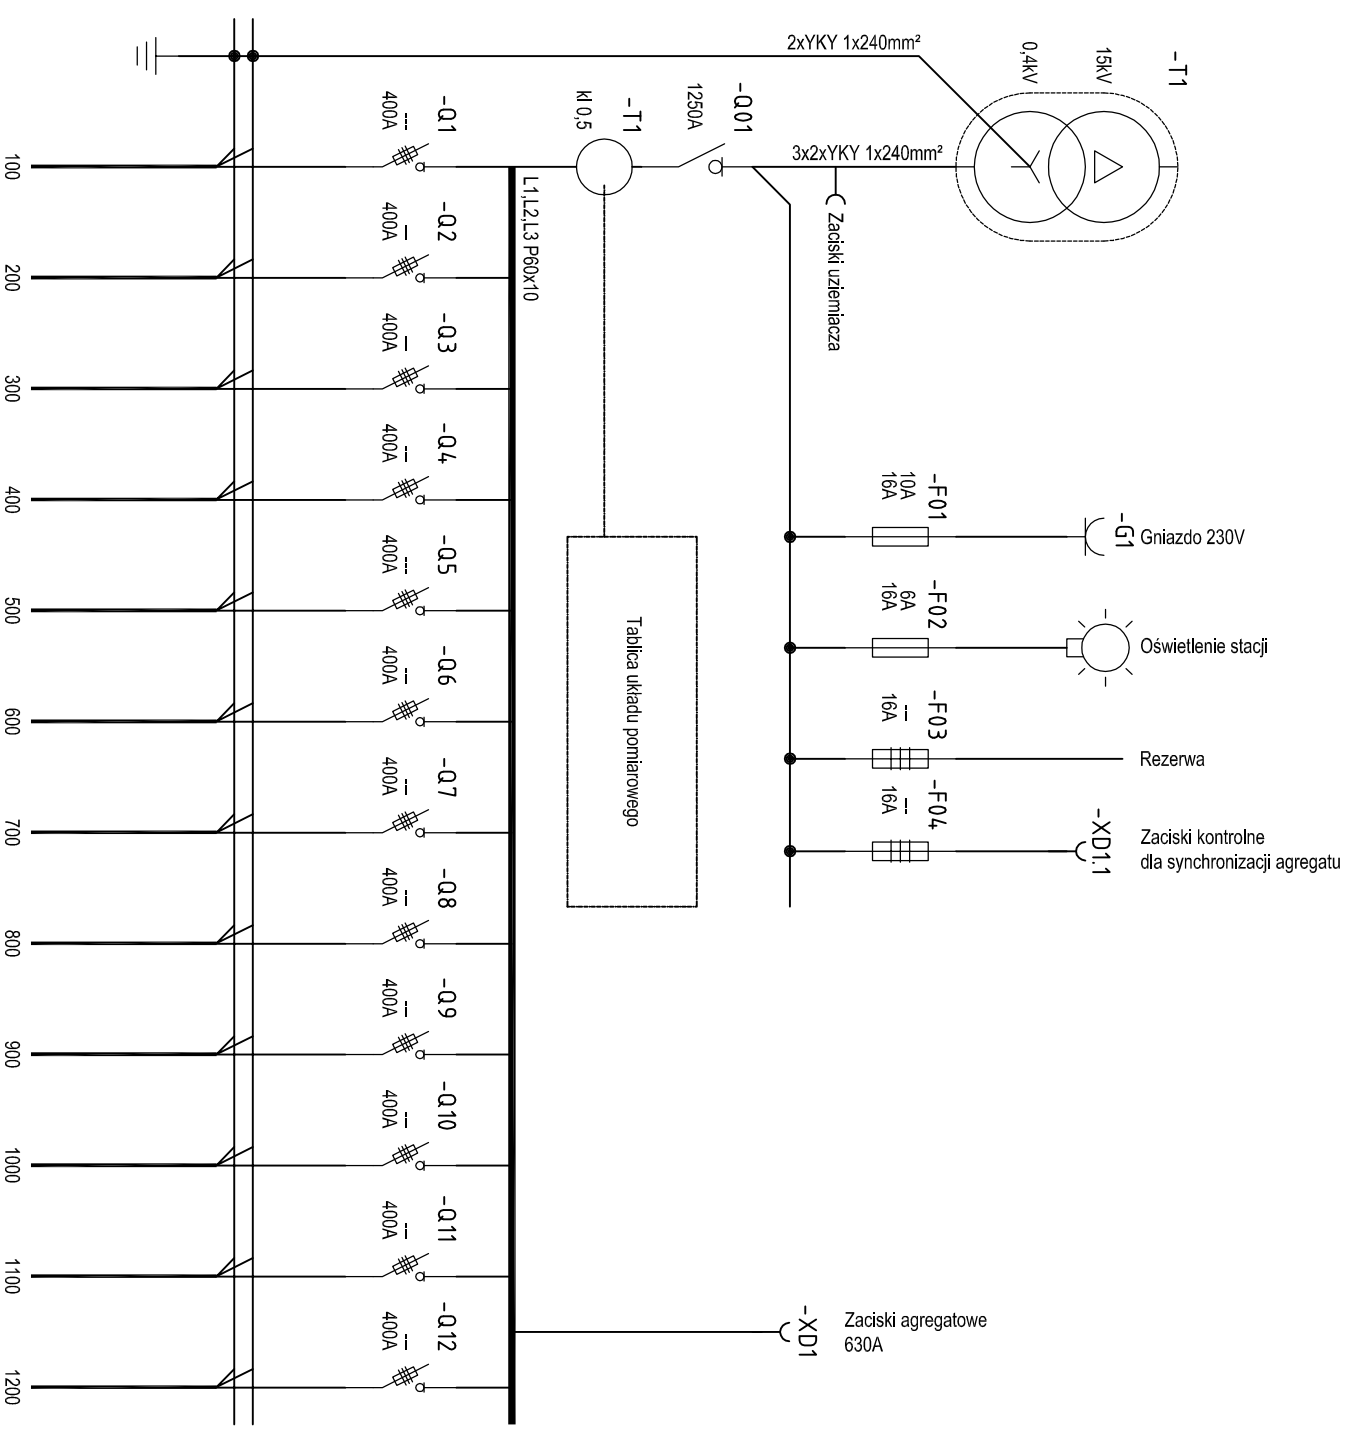 2xYKY 1x240mm²
-T1
15kV
0,4kV
3x2xYKY 1x240mm²
-Q01
1250A
-T1
kl 0,5
Zaciski uziemiacza
L1,L2,L3 P60x10
-F01
10A
16A
-G1
Gniazdo 230V
-F02
6A
16A
Oświetlenie stacji
-F03
---
16A
Rezerwa
-F04
---
16A
-XD1.1
Zaciski kontrolne
dla synchronizacji agregatu
Tablica układu pomiarowego
-XD1
Zaciski agregatowe
630A
-Q1
---
400A
100
-Q2
---
400A
200
-Q3
---
400A
300
-Q4
---
400A
400
-Q5
---
400A
500
-Q6
---
400A
600
-Q7
---
400A
700
-Q8
---
400A
800
-Q9
---
400A
900
-Q10
---
400A
1000
-Q11
---
400A
1100
-Q12
---
400A
1200